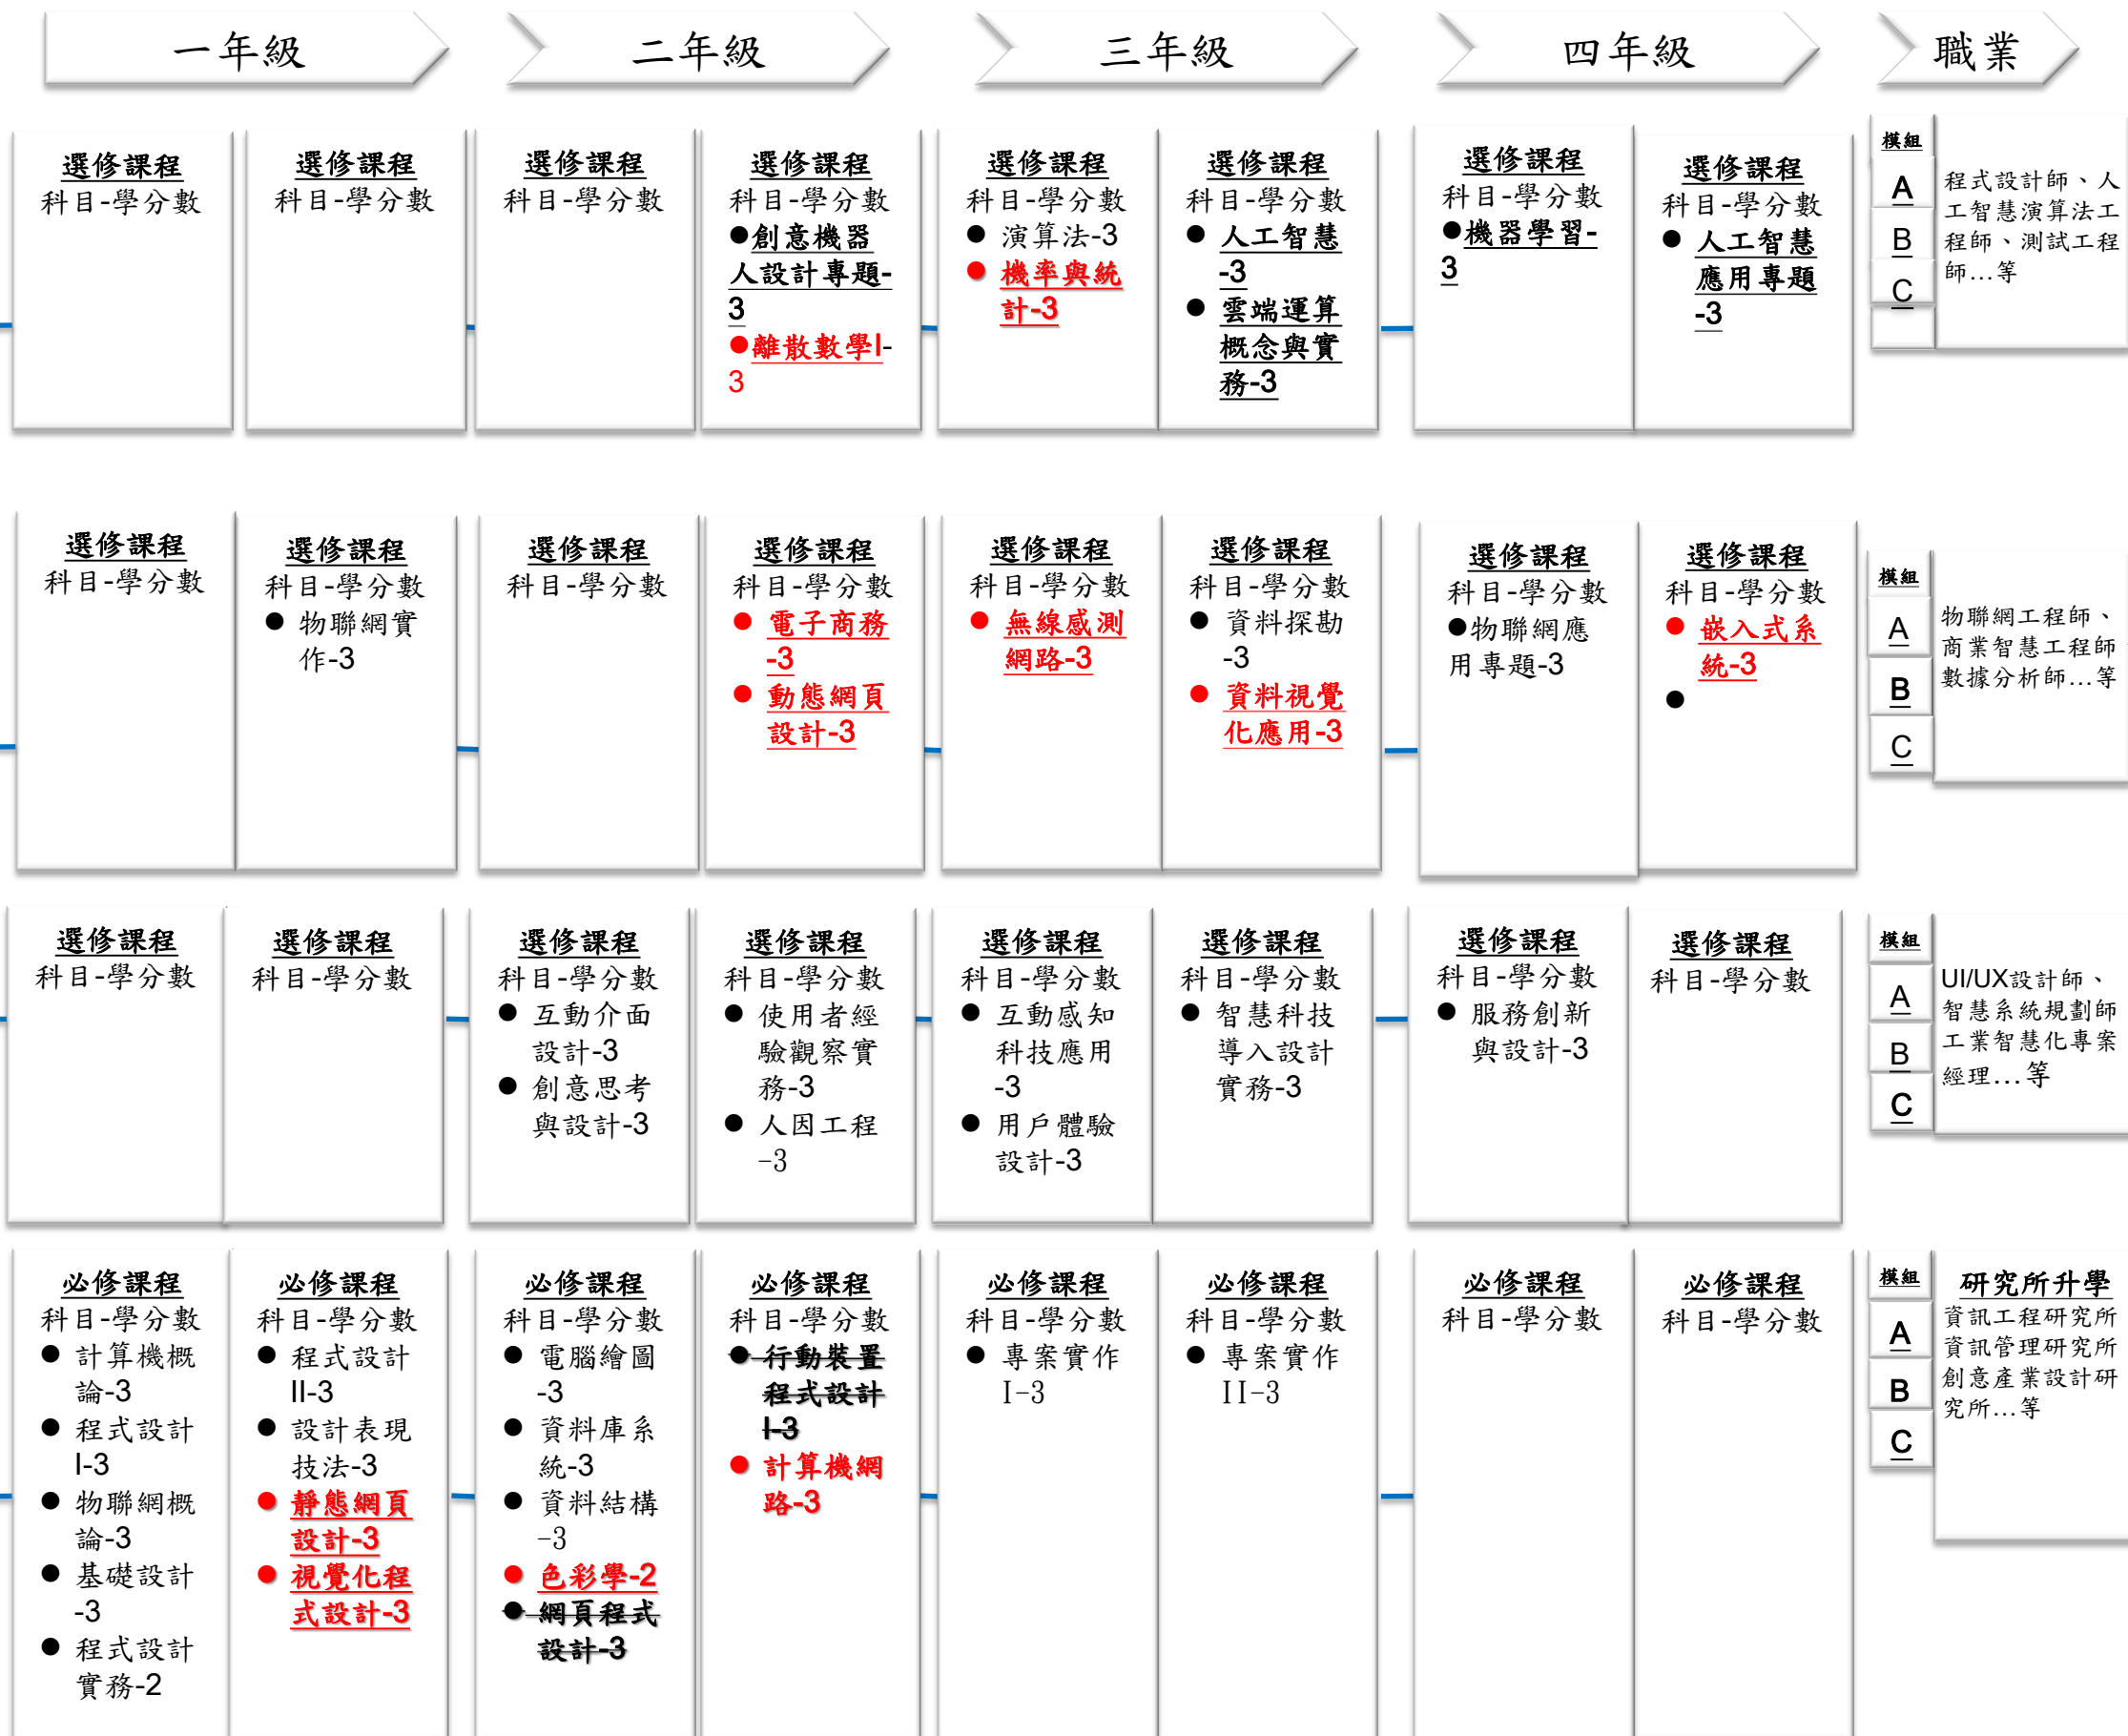 一年級
二年級
三年級
四年級
職業
選修課程
科目-學分數
選修課程
科目-學分數
選修課程
科目-學分數
選修課程
科目-學分數
●創意機器
人設計專題-
3
●離散數學I-
3
選修課程
科目-學分數
● 演算法-3
● 機率與統
計-3
選修課程
科目-學分數
● 人工智慧
-3
● 雲端運算
概念與實
務-3
選修課程
科目-學分數
●機器學習-
3
選修課程
科目-學分數
● 人工智慧
應用專題
-3
模組
A
B
C
程式設計師、人
工智慧演算法工
程師、測試工程
師…等
選修課程
科目-學分數
選修課程
科目-學分數
● 物聯網實
作-3
選修課程
科目-學分數
選修課程
科目-學分數
● 電子商務
-3
● 動態網頁
設計-3
選修課程
科目-學分數
● 無線感測
網路-3
選修課程
科目-學分數
● 資料探勘
-3
● 資料視覺
化應用-3
選修課程
科目-學分數
●物聯網應
用專題-3
選修課程
科目-學分數
● 嵌入式系
統-3
●
模組
A
B
C
物聯網工程師、
商業智慧工程師
數據分析師…等
選修課程
科目-學分數
選修課程
科目-學分數
選修課程
科目-學分數
● 互動介面
設計-3
● 創意思考
與設計-3
選修課程
科目-學分數
● 使用者經
驗觀察實
務-3
● 人因工程
-3
選修課程
科目-學分數
● 互動感知
科技應用
-3
● 用戶體驗
設計-3
選修課程
科目-學分數
● 智慧科技
導入設計
實務-3
選修課程
科目-學分數
● 服務創新
與設計-3
選修課程
科目-學分數
模組
A
B
C
UI/UX設計師、
智慧系統規劃師
工業智慧化專案
經理…等
必修課程
科目-學分數
● 計算機概
論-3
● 程式設計
I-3
● 物聯網概
論-3
● 基礎設計
-3
● 程式設計
實務-2
必修課程
科目-學分數
● 程式設計
II-3
● 設計表現
技法-3
● 靜態網頁
設計-3
● 視覺化程
式設計-3
必修課程
科目-學分數
● 電腦繪圖
-3
● 資料庫系
統-3
● 資料結構
-3
● 色彩學-2
● 網頁程式
設計-3
必修課程
科目-學分數
● 行動裝置
程式設計
I-3
● 計算機網
路-3
必修課程
科目-學分數
● 專案實作
I-3
必修課程
科目-學分數
● 專案實作
II-3
必修課程
科目-學分數
必修課程
科目-學分數
模組
A
B
C
研究所升學
資訊工程研究所
資訊管理研究所
創意產業設計研
究所…等